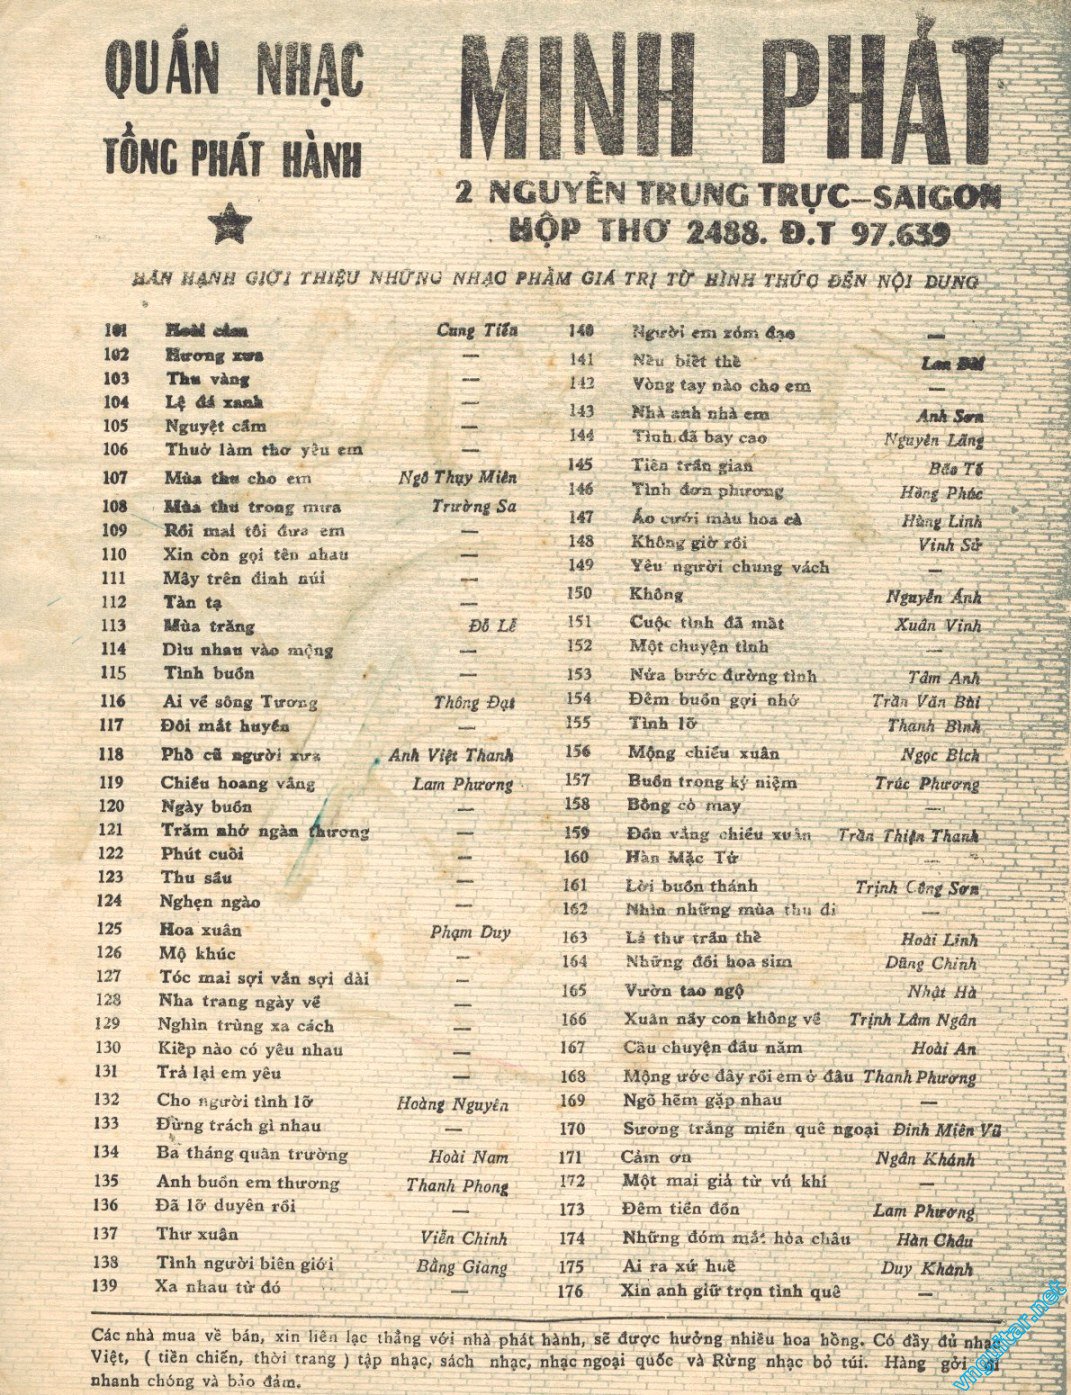 QUÁN NHẠC
TỔNG PHÁT HÀNH
MINH PHÁT
2 NGUYỄN TRUNG TRỰC–SAIGON
HỘP THƠ 2488. Đ.T 97.639
HÂN HẠNH GIỚI THIỆU NHỮNG NHẠC PHẨM GIÁ TRỊ TỪ HÌNH THỨC ĐẾN NỘI DUNG
101 Hoài cảm Cung Tiến
102 Hương xưa —
103 Thu vàng —
104 Lệ đá xanh —
105 Nguyệt cầm —
106 Thuở làm thơ yêu em —
107 Mùa thu cho em Ngô Thụy Miên
108 Mùa thu trong mưa Trường Sa
109 Rồi mai tôi đưa em —
110 Xin còn gọi tên nhau —
111 Mây trên đỉnh núi —
112 Tàn tạ —
113 Mùa trăng Đỗ Lễ
114 Dìu nhau vào mộng —
115 Tình buồn —
116 Ai về sông Tương Thông Đạt
117 Đôi mắt huyền —
118 Phố cũ người xưa Anh Việt Thanh
119 Chiều hoang vắng Lam Phương
120 Ngày buồn —
121 Trăm nhớ ngàn thương —
122 Phút cuối —
123 Thu sầu —
124 Nghẹn ngào —
125 Hoa xuân Phạm Duy
126 Mộ khúc —
127 Tóc mai sợi vắn sợi dài —
128 Nha trang ngày về —
129 Nghìn trùng xa cách —
130 Kiếp nào có yêu nhau —
131 Trả lại em yêu —
132 Cho người tình lỡ Hoàng Nguyên
133 Đừng trách gì nhau —
134 Ba tháng quân trường Hoài Nam
135 Anh buồn em thương Thanh Phong
136 Đã lỡ duyên rồi —
137 Thư xuân Viễn Chinh
138 Tình người biên giới Bằng Giang
139 Xa nhau từ đó —
140 Người em xóm đạo —
141 Nếu biết thế Lan Đài
142 Vòng tay nào cho em —
143 Nhà anh nhà em Anh Sơn
144 Tình đã bay cao Nguyên Lãng
145 Tiên trần gian Bảo Tố
146 Tình đơn phương Hồng Phúc
147 Áo cưới màu hoa cà Hùng Linh
148 Không giờ rồi Vinh Sử
149 Yêu người chung vách —
150 Không Nguyễn Ánh
151 Cuộc tình đã mất Xuân Vinh
152 Một chuyện tình —
153 Nửa bước đường tình Tâm Anh
154 Đêm buồn gợi nhớ Trần Văn Bùi
155 Tình lỡ Thanh Bình
156 Mộng chiều xuân Ngọc Bích
157 Buồn trong kỷ niệm Trúc Phương
158 Bông cỏ may —
159 Đồn vắng chiều xuân Trần Thiện Thanh
160 Hàn Mặc Tử —
161 Lời buồn thánh Trịnh Công Sơn
162 Nhìn những mùa thu đi —
163 Lá thư trần thế Hoài Linh
164 Những đồi hoa sim Dũng Chinh
165 Vườn tao ngộ Nhật Hà
166 Xuân nầy con không về Trịnh Lâm Ngân
167 Câu chuyện đầu năm Hoài An
168 Mộng ước đây rồi em ở đâu Thanh Phương
169 Ngõ hẽm gặp nhau —
170 Sương trắng miền quê ngoại Đinh Miên Vũ
171 Cảm ơn Ngân Khánh
172 Một mai giả từ vũ khí —
173 Đêm tiền đồn Lam Phương
174 Những đóm mắt hỏa châu Hàn Châu
175 Ai ra xứ huế Duy Khánh
176 Xin anh giữ trọn tình quê —
Các nhà mua về bán, xin liên lạc thẳng với nhà phát hành, sẽ được hưởng nhiều hoa hồng. Có đầy đủ nhạc
Việt, ( tiền chiến, thời trang ) tập nhạc, sách nhạc, nhạc ngoại quốc và Rừng nhạc bỏ túi. Hàng gởi đi
nhanh chóng và bảo đảm.
vnguitar.net